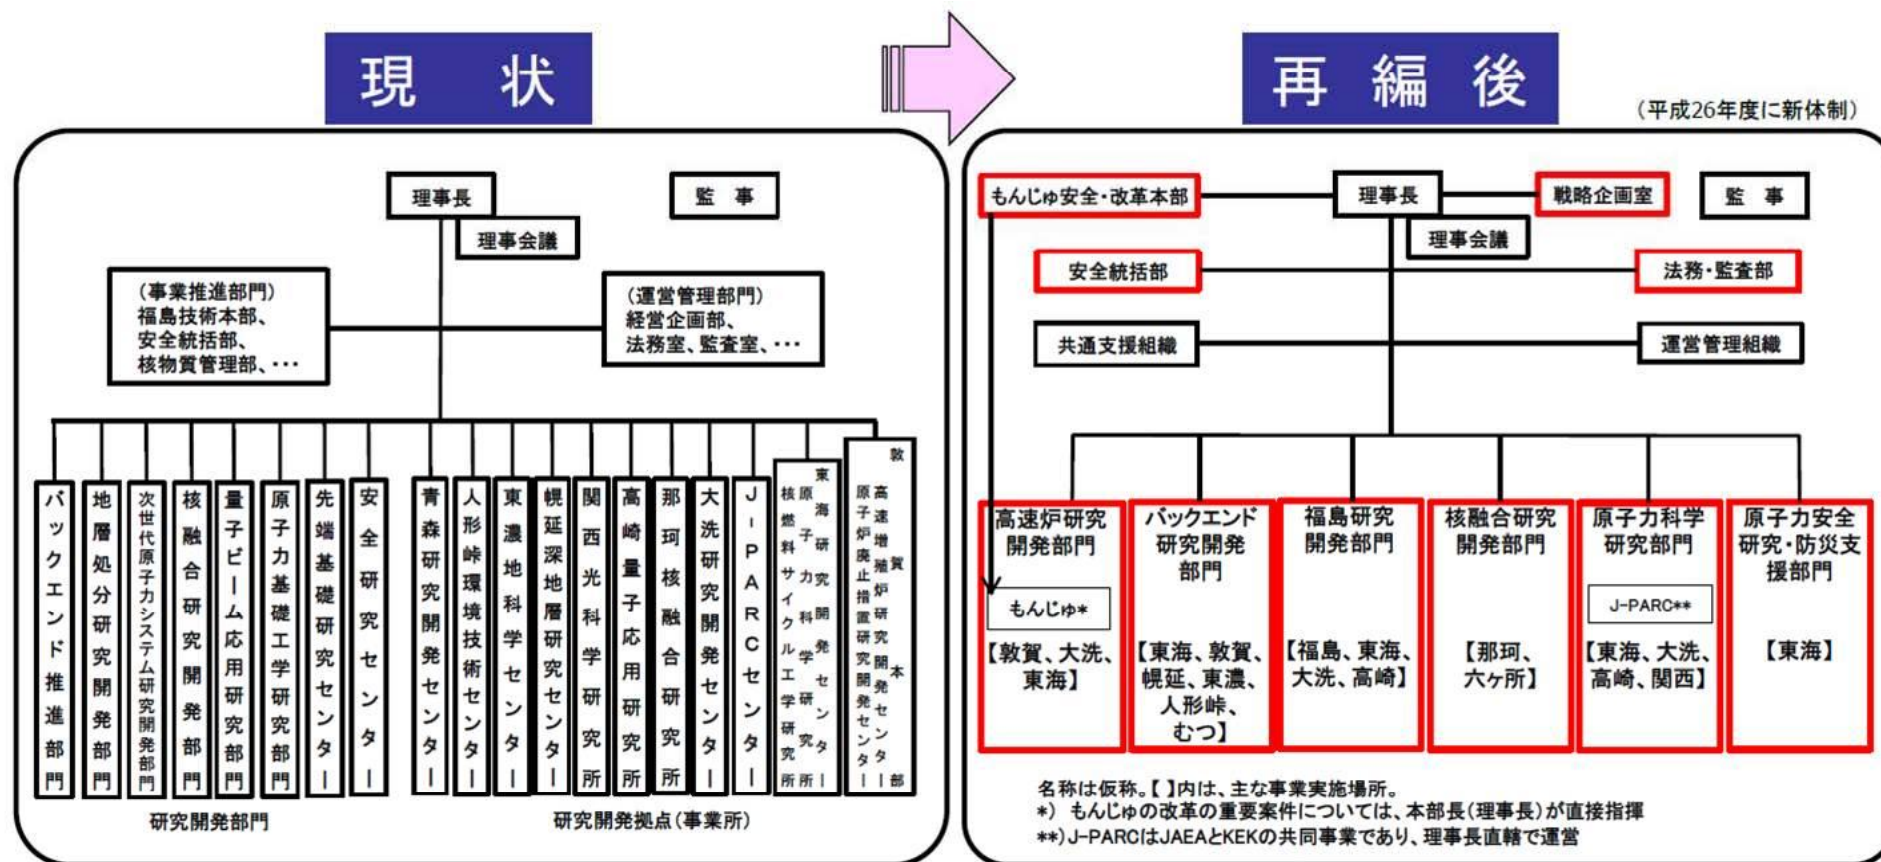 現 状
再 編 後
(平成26年度に新体制)
理事長
監 事
理事会議
(事業推進部門)
福島技術本部、
安全統括部、
核物質管理部、・・・
(運営管理部門)
経営企画部、
法務室、監査室、・・・
バックエンド推進部門
地層処分研究開発部門
次世代原子力システム研究開発部門
核融合研究開発部門
量子ビーム応用研究部門
原子力基礎工学研究部門
先端基礎研究センター
安全研究センター
青森研究開発センター
人形峠環境技術センター
東濃地科学センター
幌延深地層研究センター
関西光科学研究所
高崎量子応用研究所
那珂核融合研究所
大洗研究開発センター
J-PARCセンター
東海研究開発センター
原子力科学研究所
核燃料サイクル工学研究所
敦賀本部
高速増殖炉研究開発センター
原子炉廃止措置研究開発センター
研究開発部門
研究開発拠点(事業所)
もんじゅ安全・改革本部
理事長
戦略企画室
監 事
理事会議
安全統括部
法務・監査部
共通支援組織
運営管理組織
高速炉研究
開発部門
もんじゅ*
【敦賀、大洗、
東海】
バックエンド
研究開発
部門
【東海、敦賀、
幌延、東濃、
人形峠、
むつ】
福島研究
開発部門
【福島、東海、
大洗、高崎】
核融合研究
開発部門
【那珂、
六ヶ所】
原子力科学
研究部門
J-PARC**
【東海、大洗、
高崎、関西】
原子力安全
研究・防災支
援部門
【東海】
名称は仮称。【 】内は、主な事業実施場所。
*) もんじゅの改革の重要案件については、本部長(理事長)が直接指揮
**)J-PARCはJAEAとKEKの共同事業であり、理事長直轄で運営